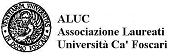 ALUC
Associazione Laureati
Università Ca' Foscari